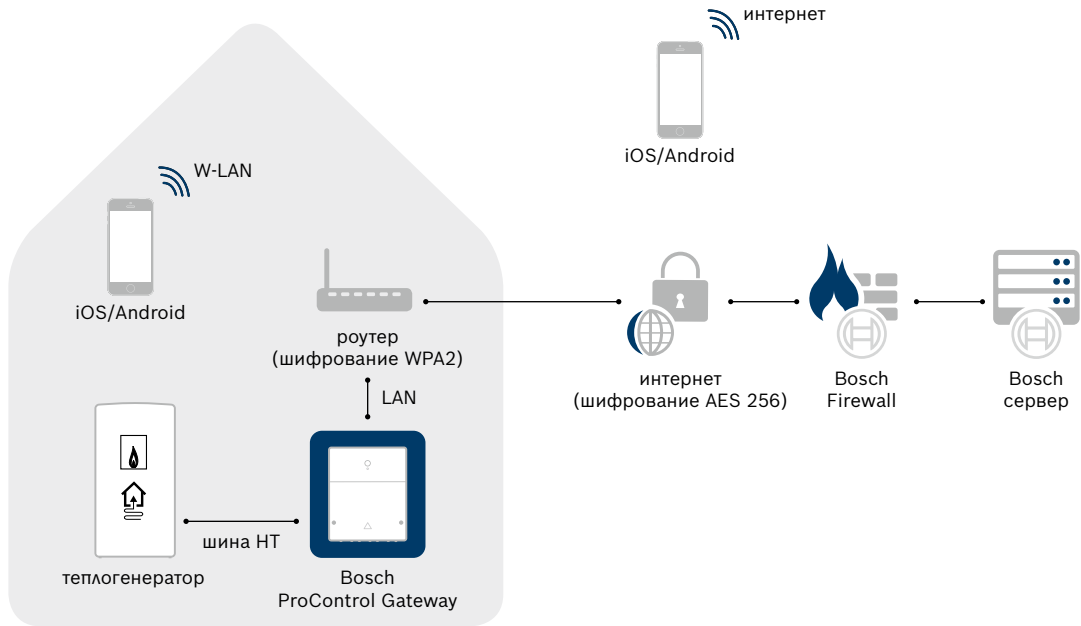 интернет
iOS/Android
W-LAN
iOS/Android
роутер
(шифрование WPA2)
LAN
интернет
(шифрование AES 256)
Bosch
Firewall
Bosch
сервер
шина HT
теплогенератор
Bosch
ProControl Gateway